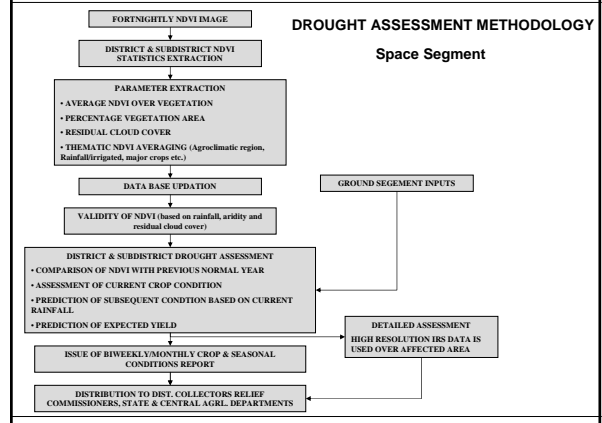 DROUGHT ASSESSMENT METHODOLOGY
Space Segment
FORTNIGHTLY NDVI IMAGE
DISTRICT & SUBDISTRICT NDVI
STATISTICS EXTRACTION
PARAMETER EXTRACTION
• AVERAGE NDVI OVER VEGETATION
• PERCENTAGE VEGETATION AREA
• RESIDUAL CLOUD COVER
• THEMATIC NDVI AVERAGING (Agroclimatic region,
Rainfall/irrigated, major crops etc.)
DATA BASE UPDATION
GROUND SEGEMENT INPUTS
VALIDITY OF NDVI (based on rainfall, aridity and
residual cloud cover)
DISTRICT & SUBDISTRICT DROUGHT ASSESSMENT
• COMPARISON OF NDVI WITH PREVIOUS NORMAL YEAR
• ASSESSMENT OF CURRENT CROP CONDITION
• PREDICTION OF SUBSEQUENT CONDTION BASED ON CURRENT
RAINFALL
• PREDICTION OF EXPECTED YIELD
DETAILED ASSESSMENT
HIGH RESOLUTION IRS DATA IS
USED OVER AFFECTED AREA
ISSUE OF BIWEEKLY/MONTHLY CROP & SEASONAL
CONDITIONS REPORT
DISTRIBUTION TO DIST. COLLECTORS RELIEF
COMMISSIONERS, STATE & CENTRAL AGRL. DEPARTMENTS